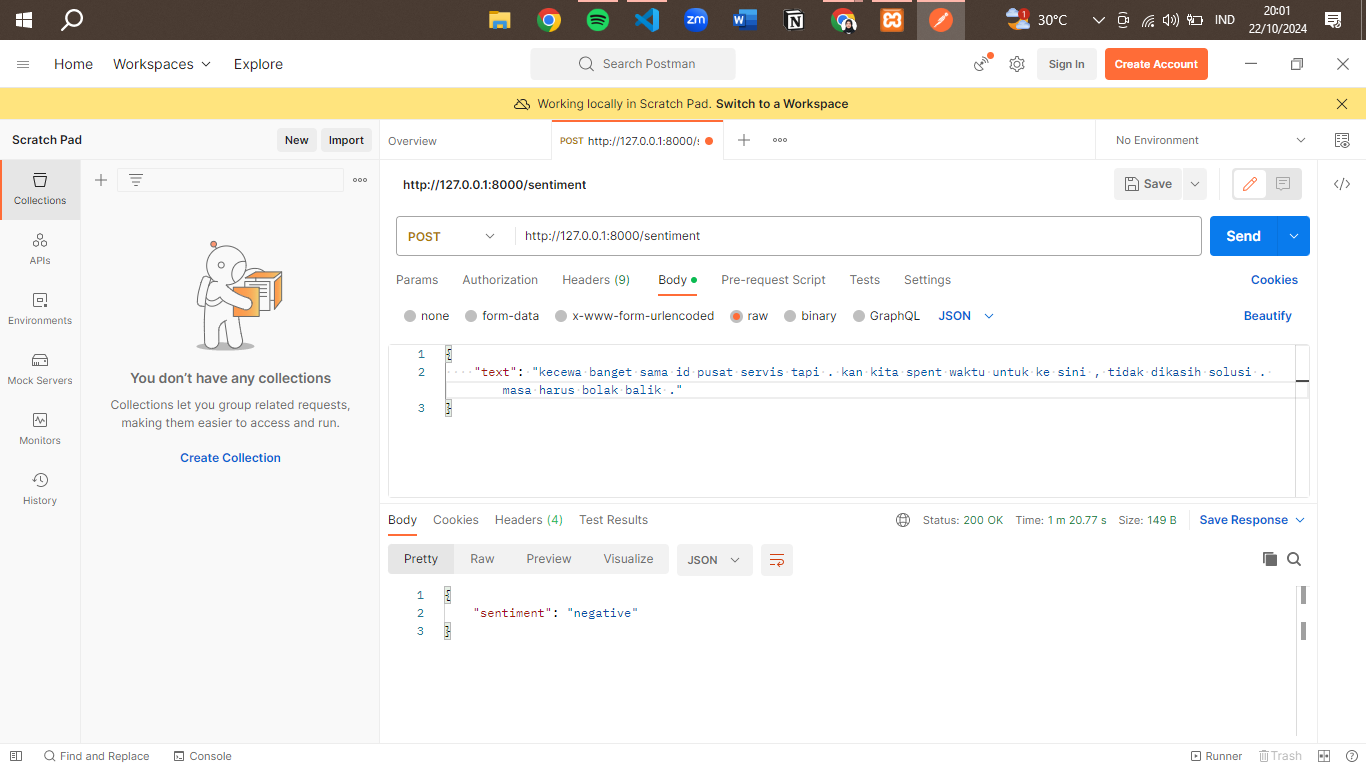 1
30°C
IND
20:01
22/10/2024
Home
Workspaces
Explore
Search Postman
Sign In
Create Account
Working locally in Scratch Pad. Switch to a Workspace
Scratch Pad
New
Import
Overview
POST http://127.0.0.1:8000/s
No Environment
Collections
APIs
Environments
Mock Servers
Monitors
History
You don't have any collections
Collections let you group related requests,
making them easier to access and run.
Create Collection
http://127.0.0.1:8000/sentiment
Save
POST
http://127.0.0.1:8000/sentiment
Send
Params Authorization Headers (9) Body Pre-request Script Tests Settings
Cookies
none form-data x-www-form-urlencoded raw binary GraphQL JSON
Beautify
1 {
2 "text": "kecewa banget sama id pusat servis tapi . kan kita spent waktu untuk ke sini , tidak dikasih solusi .
masa harus bolak balik ."
3 }
Body Cookies Headers (4) Test Results
Status: 200 OK Time: 1 m 20.77 s Size: 149 B
Save Response
Pretty Raw Preview Visualize
JSON
1 {
2 "sentiment": "negative"
3 }
Find and Replace
Console
Runner
Trash